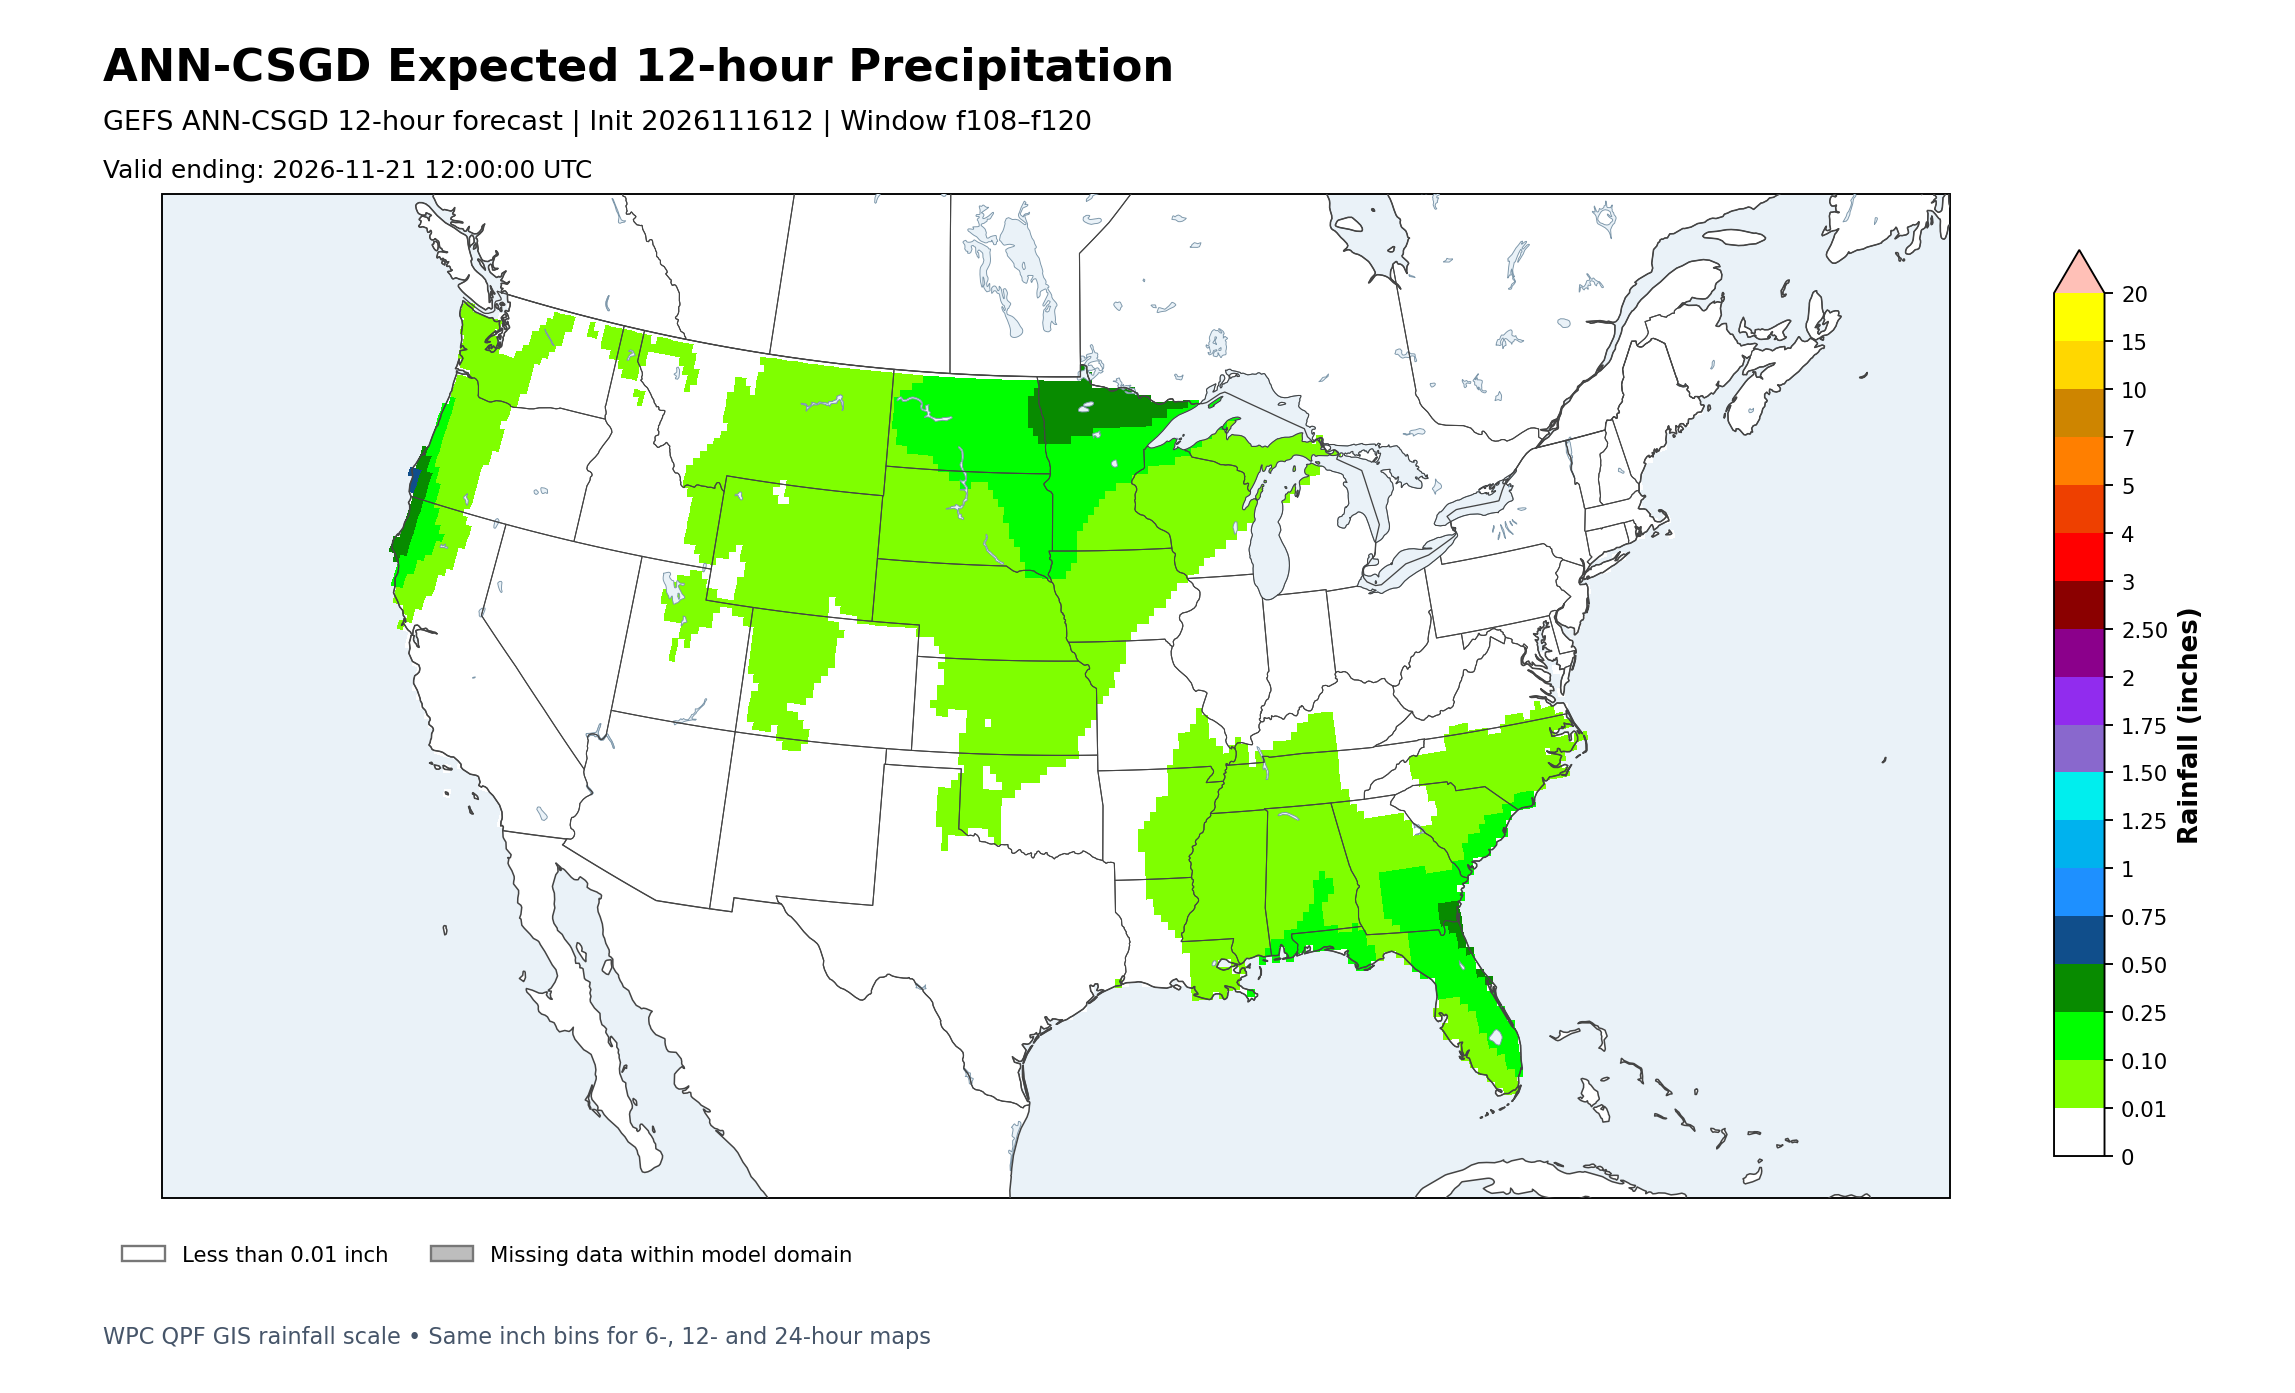 ANN-CSGD Expected 12-hour Precipitation
GEFS ANN-CSGD 12-hour forecast | Init 2026111612 | Window f108–f120
Valid ending: 2026-11-21 12:00:00 UTC
20
15
10
7
5
4
3
2.50
2
1.75
1.50
1.25
1
0.75
0.50
0.25
0.10
0.01
0
Rainfall (inches)
Less than 0.01 inch
Missing data within model domain
WPC QPF GIS rainfall scale • Same inch bins for 6-, 12- and 24-hour maps